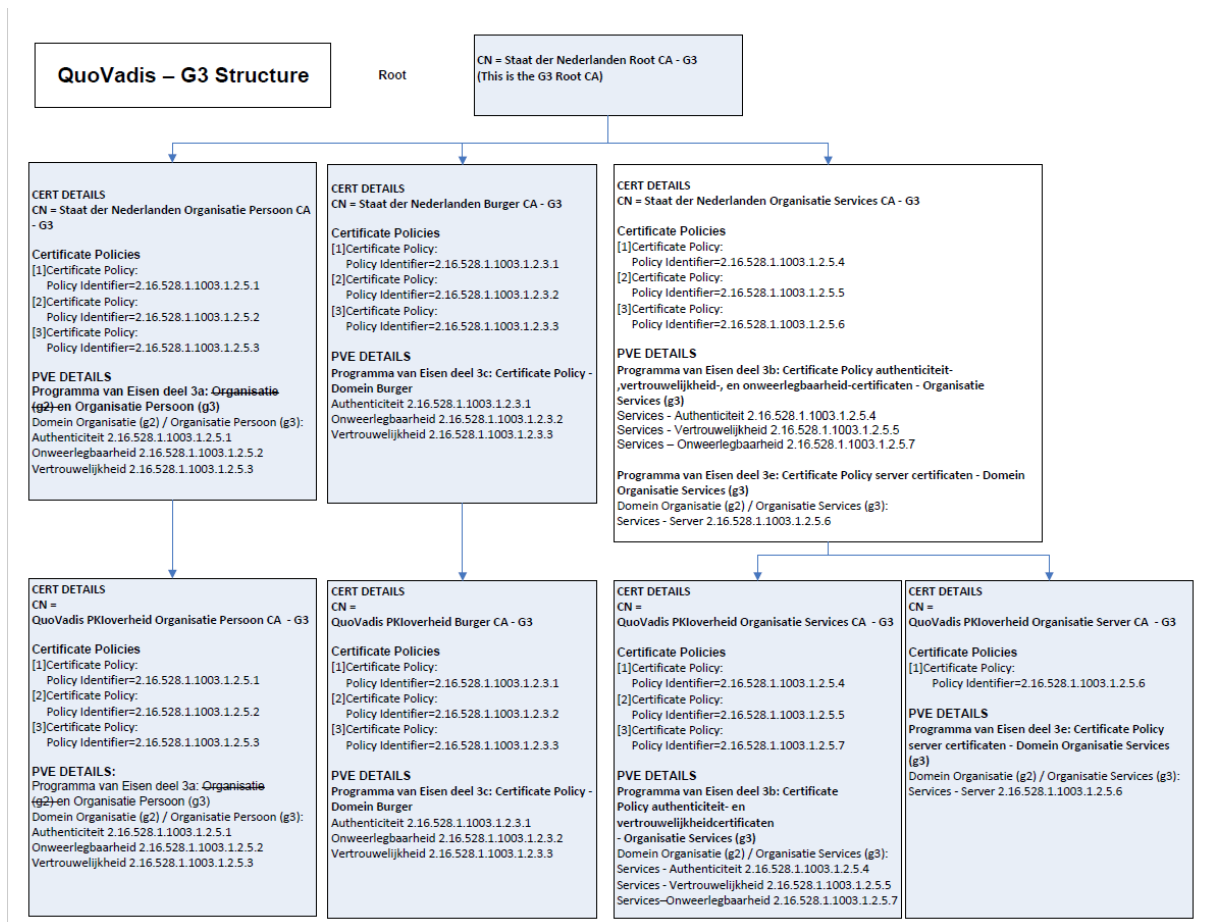 QuoVadis – G3 Structure
Root
CN = Staat der Nederlanden Root CA - G3
(This is the G3 Root CA)
CERT DETAILS
CN = Staat der Nederlanden Organisatie Persoon CA
- G3
Certificate Policies
[1]Certificate Policy:
Policy Identifier=2.16.528.1.1003.1.2.5.1
[2]Certificate Policy:
Policy Identifier=2.16.528.1.1003.1.2.5.2
[3]Certificate Policy:
Policy Identifier=2.16.528.1.1003.1.2.5.3
PVE DETAILS
Programma van Eisen deel 3a: Organisatie
(g2) en Organisatie Persoon (g3)
Domein Organisatie (g2) / Organisatie Persoon (g3):
Authenticiteit 2.16.528.1.1003.1.2.5.1
Onweerlegbaarheid 2.16.528.1.1003.1.2.5.2
Vertrouwelijkheid 2.16.528.1.1003.1.2.5.3
CERT DETAILS
CN = Staat der Nederlanden Burger CA - G3
Certificate Policies
[1]Certificate Policy:
Policy Identifier=2.16.528.1.1003.1.2.3.1
[2]Certificate Policy:
Policy Identifier=2.16.528.1.1003.1.2.3.2
[3]Certificate Policy:
Policy Identifier=2.16.528.1.1003.1.2.3.3
PVE DETAILS
Programma van Eisen deel 3c: Certificate Policy -
Domein Burger
Authenticiteit 2.16.528.1.1003.1.2.3.1
Onweerlegbaarheid 2.16.528.1.1003.1.2.3.2
Vertrouwelijkheid 2.16.528.1.1003.1.2.3.3
CERT DETAILS
CN = Staat der Nederlanden Organisatie Services CA - G3
Certificate Policies
[1]Certificate Policy:
Policy Identifier=2.16.528.1.1003.1.2.5.4
[2]Certificate Policy:
Policy Identifier=2.16.528.1.1003.1.2.5.5
[3]Certificate Policy:
Policy Identifier=2.16.528.1.1003.1.2.5.6
PVE DETAILS
Programma van Eisen deel 3b: Certificate Policy authenticiteit-
,vertrouwelijkheid-, en onweerlegbaarheid-certificaten - Organisatie
Services (g3)
Services - Authenticiteit 2.16.528.1.1003.1.2.5.4
Services - Vertrouwelijkheid 2.16.528.1.1003.1.2.5.5
Services – Onweerlegbaarheid 2.16.528.1.1003.1.2.5.7
Programma van Eisen deel 3e: Certificate Policy server certificaten - Domein
Organisatie Services (g3)
Domein Organisatie (g2) / Organisatie Services (g3):
Services - Server 2.16.528.1.1003.1.2.5.6
CERT DETAILS
CN =
QuoVadis PKIoverheid Organisatie Persoon CA - G3
Certificate Policies
[1]Certificate Policy:
Policy Identifier=2.16.528.1.1003.1.2.5.1
[2]Certificate Policy:
Policy Identifier=2.16.528.1.1003.1.2.5.2
[3]Certificate Policy:
Policy Identifier=2.16.528.1.1003.1.2.5.3
PVE DETAILS:
Programma van Eisen deel 3a: Organisatie
(g2) en Organisatie Persoon (g3)
Domein Organisatie (g2) / Organisatie Persoon (g3):
Authenticiteit 2.16.528.1.1003.1.2.5.1
Onweerlegbaarheid 2.16.528.1.1003.1.2.5.2
Vertrouwelijkheid 2.16.528.1.1003.1.2.5.3
CERT DETAILS
CN =
QuoVadis PKIoverheid Burger CA - G3
Certificate Policies
[1]Certificate Policy:
Policy Identifier=2.16.528.1.1003.1.2.3.1
[2]Certificate Policy:
Policy Identifier=2.16.528.1.1003.1.2.3.2
[3]Certificate Policy:
Policy Identifier=2.16.528.1.1003.1.2.3.3
PVE DETAILS
Programma van Eisen deel 3c: Certificate Policy -
Domein Burger
Authenticiteit 2.16.528.1.1003.1.2.3.1
Onweerlegbaarheid 2.16.528.1.1003.1.2.3.2
Vertrouwelijkheid 2.16.528.1.1003.1.2.3.3
CERT DETAILS
CN =
QuoVadis PKIoverheid Organisatie Services CA - G3
Certificate Policies
[1]Certificate Policy:
Policy Identifier=2.16.528.1.1003.1.2.5.4
[2]Certificate Policy:
Policy Identifier=2.16.528.1.1003.1.2.5.5
[3]Certificate Policy:
Policy Identifier=2.16.528.1.1003.1.2.5.7
PVE DETAILS
Programma van Eisen deel 3b: Certificate
Policy authenticiteit- en
vertrouwelijkheidcertificaten
- Organisatie Services (g3)
Domein Organisatie (g2) / Organisatie Services (g3):
Services - Authenticiteit 2.16.528.1.1003.1.2.5.4
Services - Vertrouwelijkheid 2.16.528.1.1003.1.2.5.5
Services–Onweerlegbaarheid 2.16.528.1.1003.1.2.5.7
CERT DETAILS
CN =
QuoVadis PKIoverheid Organisatie Server CA - G3
Certificate Policies
[1]Certificate Policy:
Policy Identifier=2.16.528.1.1003.1.2.5.6
PVE DETAILS
Programma van Eisen deel 3e: Certificate Policy
server certificaten - Domein Organisatie Services
(g3)
Domein Organisatie (g2) / Organisatie Services (g3):
Services - Server 2.16.528.1.1003.1.2.5.6